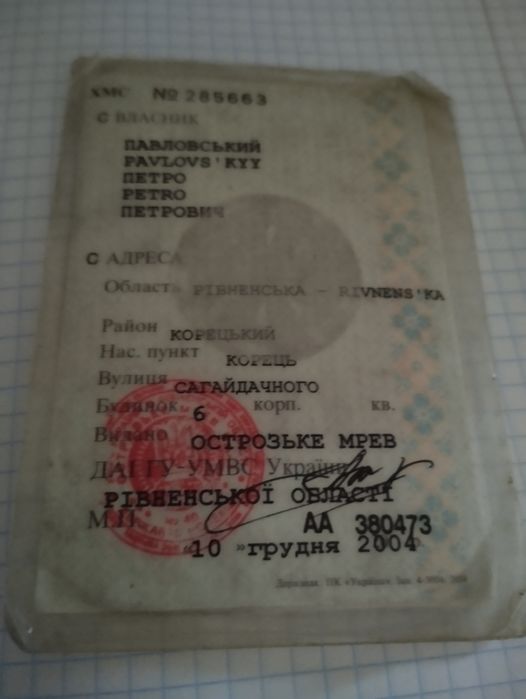 ХМС № 285663
С ВЛАСНИК
ПАВЛОВСЬКИЙ
PAVLOVS'KYY
ПЕТРО
PETRO
ПЕТРОВИЧ
С АДРЕСА
Область РІВНЕНСЬКА - RIVNENS'KA
Район КОРЕЦЬКИЙ
Нас. пункт КОРЕЦЬ
Вулиця САГАЙДАЧНОГО
Будинок 6 корп. кв.
Видано ОСТРОЗЬКЕ МРЕВ
ДАІ ГУ-УМВС України
РІВНЕНСЬКОЇ ОБЛАСТІ
М.П. АА 380473
«10 » грудня 2004
ПК «Україна».